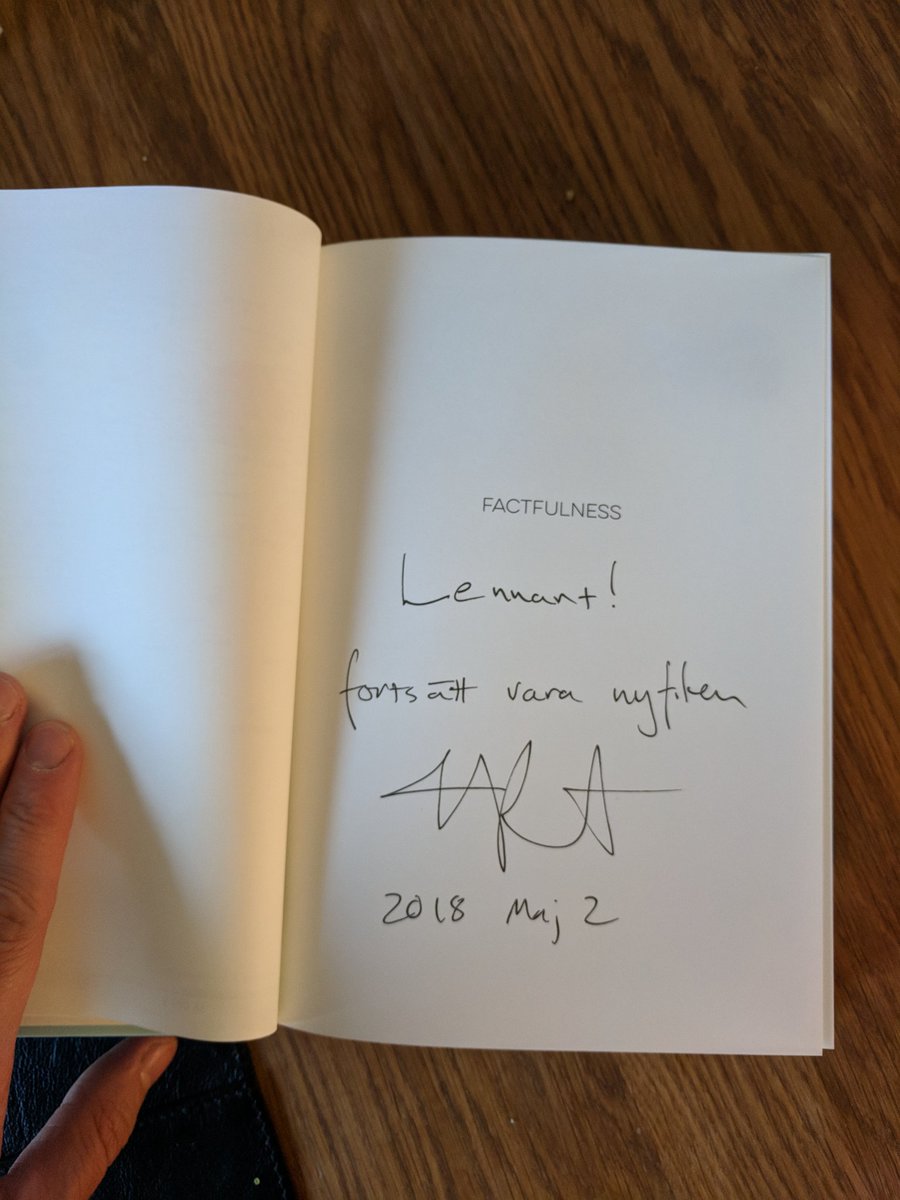 FACTFULNESS
Lennart!
fortsätt vara nyfiken
2018 Maj 2